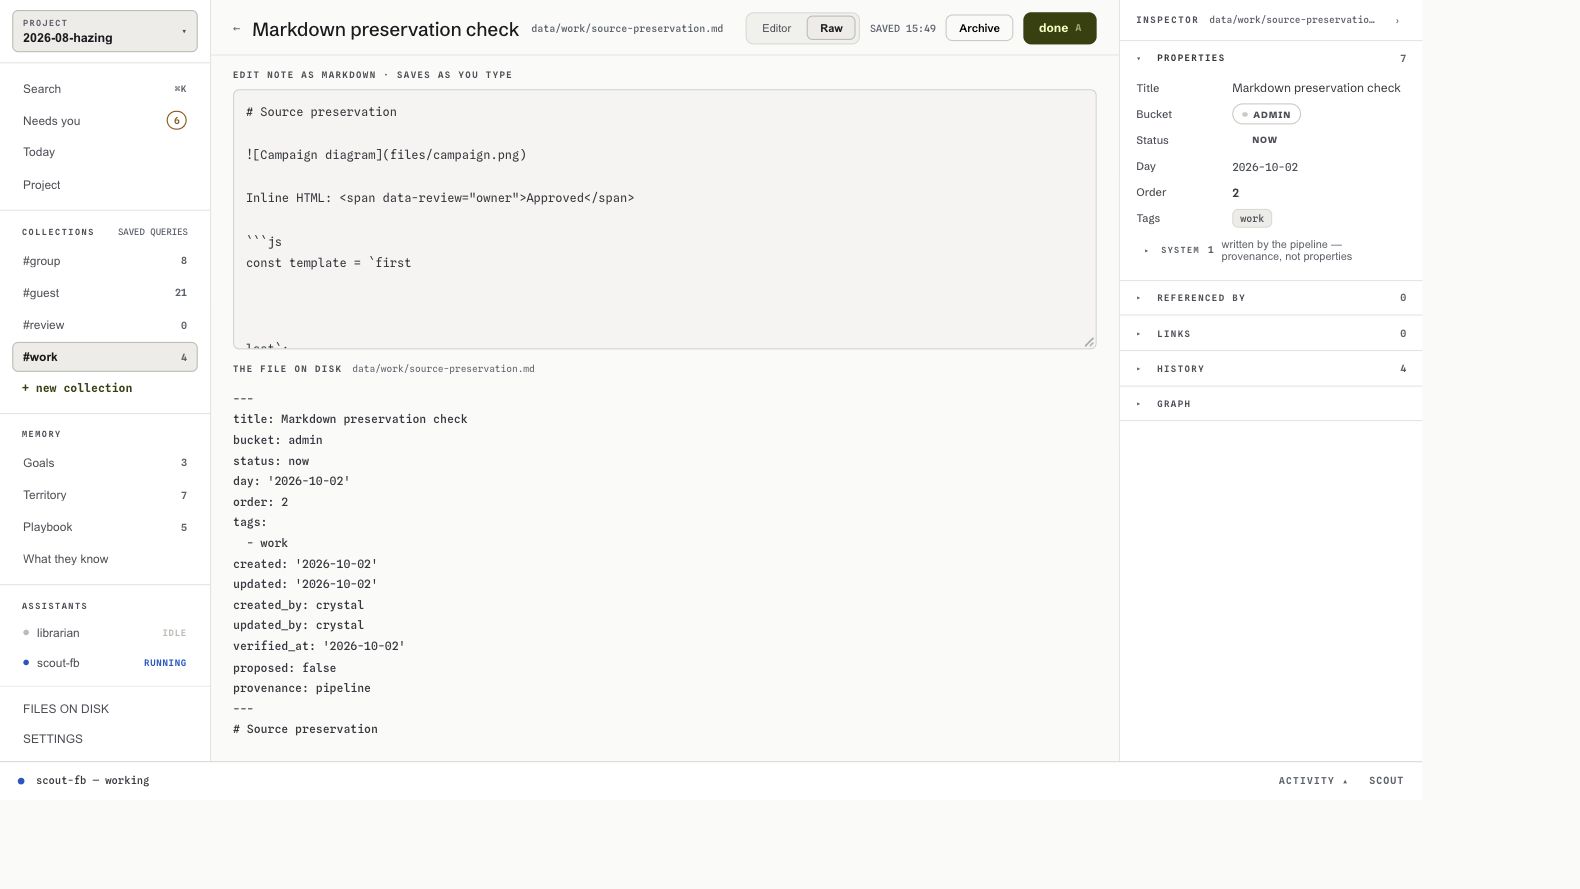 PROJECT
2026-08-hazing
Search ⌘K
Needs you 6
Today
Project
COLLECTIONS SAVED QUERIES
#group 8
#guest 21
#review 0
#work 4
+ new collection
MEMORY
Goals 3
Territory 7
Playbook 5
What they know
ASSISTANTS
librarian IDLE
scout-fb RUNNING
FILES ON DISK
SETTINGS
← Markdown preservation check data/work/source-preservation.md Editor Raw SAVED 15:49 Archive done A
EDIT NOTE AS MARKDOWN · SAVES AS YOU TYPE
# Source preservation
![Campaign diagram](files/campaign.png)
Inline HTML: <span data-review="owner">Approved</span>
```js
const template = `first
last`;
THE FILE ON DISK data/work/source-preservation.md
---
title: Markdown preservation check
bucket: admin
status: now
day: '2026-10-02'
order: 2
tags:
  - work
created: '2026-10-02'
updated: '2026-10-02'
created_by: crystal
updated_by: crystal
verified_at: '2026-10-02'
proposed: false
provenance: pipeline
---
# Source preservation
INSPECTOR data/work/source-preservatio… ›
PROPERTIES 7
Title Markdown preservation check
Bucket ADMIN
Status NOW
Day 2026-10-02
Order 2
Tags work
SYSTEM 1 written by the pipeline —
provenance, not properties
REFERENCED BY 0
LINKS 0
HISTORY 4
GRAPH
scout-fb — working
ACTIVITY ▴ SCOUT